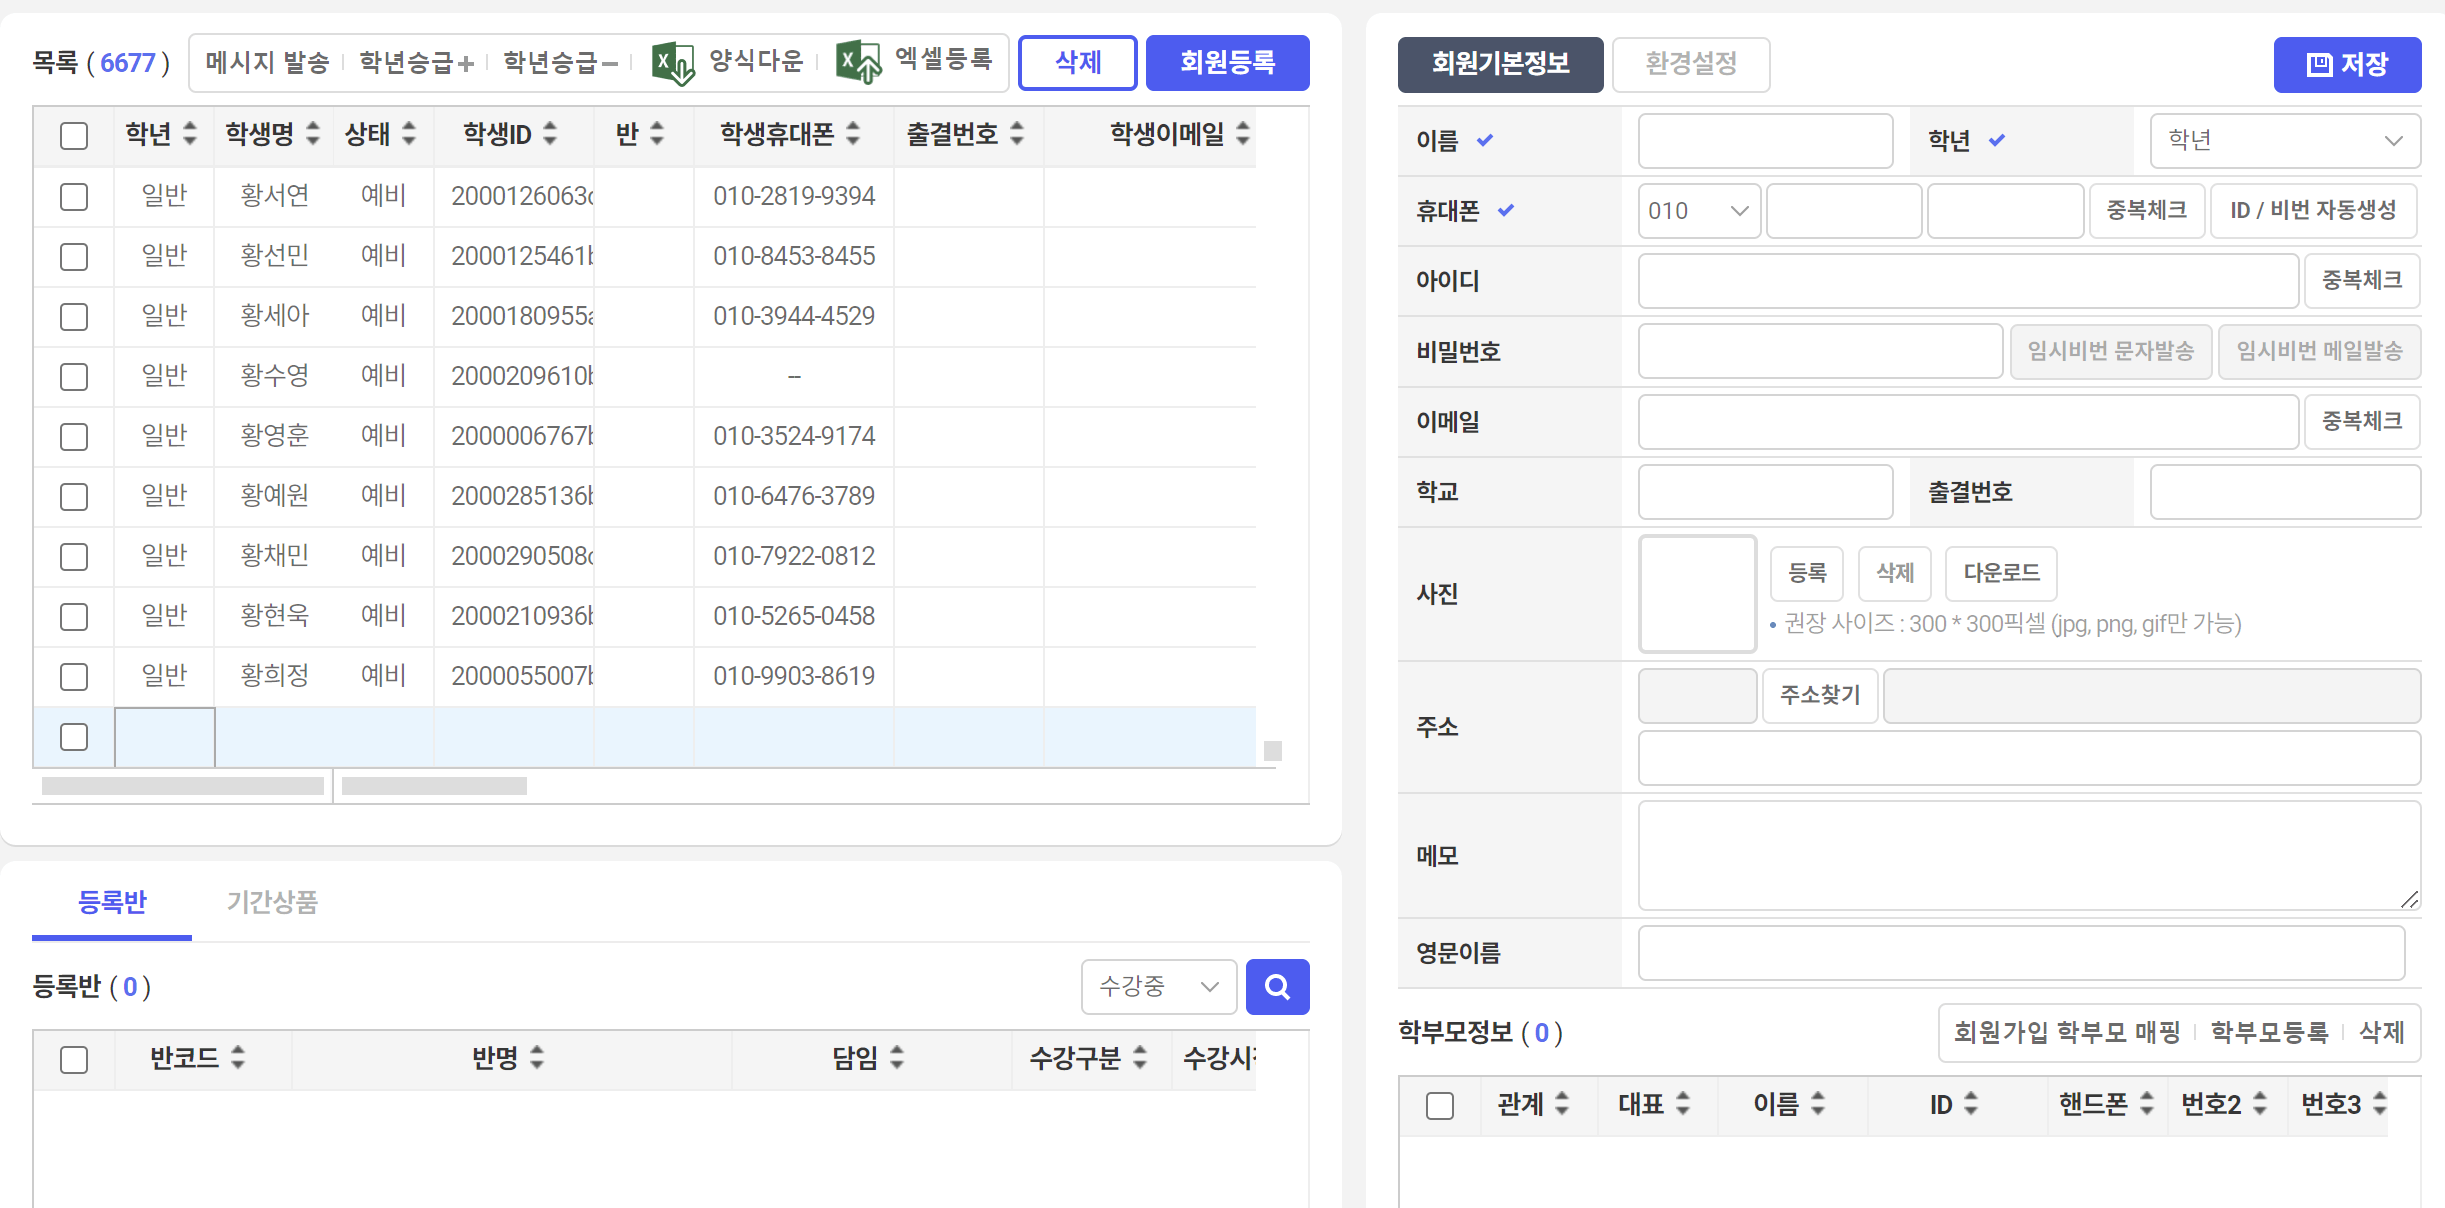 목록 ( 6677 ) 메시지 발송 학년승급+ 학년승급− 양식다운 엑셀등록 삭제 회원등록
학년 학생명 상태 학생ID 반 학생휴대폰 출결번호 학생이메일
일반 황서연 예비 2000126063 010-2819-9394
일반 황선민 예비 2000125461 010-8453-8455
일반 황세아 예비 2000180955 010-3944-4529
일반 황수영 예비 2000209610 --
일반 황영훈 예비 2000006767 010-3524-9174
일반 황예원 예비 2000285136 010-6476-3789
일반 황채민 예비 2000290508 010-7922-0812
일반 황현욱 예비 2000210936 010-5265-0458
일반 황희정 예비 2000055007 010-9903-8619
등록반 기간상품
등록반 ( 0 ) 수강중
반코드 반명 담임 수강구분 수강시
회원기본정보 환경설정 저장
이름 학년 학년
휴대폰 010 중복체크 ID / 비번 자동생성
아이디 중복체크
비밀번호 임시비번 문자발송 임시비번 메일발송
이메일 중복체크
학교 출결번호
사진 등록 삭제 다운로드
• 권장 사이즈 : 300 * 300픽셀 (jpg, png, gif만 가능)
주소 주소찾기
메모
영문이름
학부모정보 ( 0 ) 회원가입 학부모 매핑 학부모등록 삭제
관계 대표 이름 ID 핸드폰 번호2 번호3